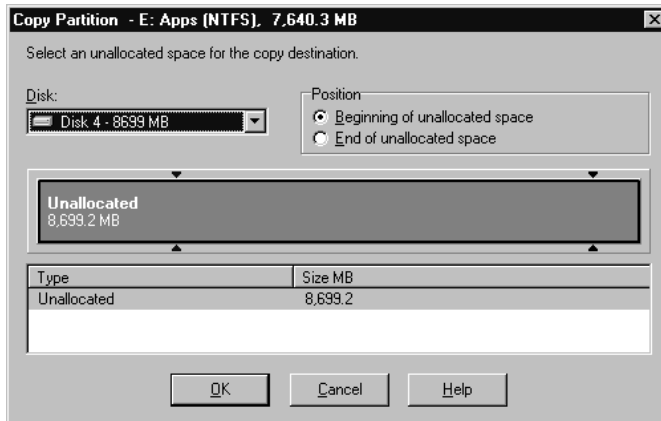 Copy Partition - E: Apps (NTFS), 7,640.3 MB
Select an unallocated space for the copy destination.
Disk:
Disk 4 - 8699 MB
Position
Beginning of unallocated space
End of unallocated space
Unallocated
8,699.2 MB
Type Size MB
Unallocated 8,699.2
OK Cancel Help